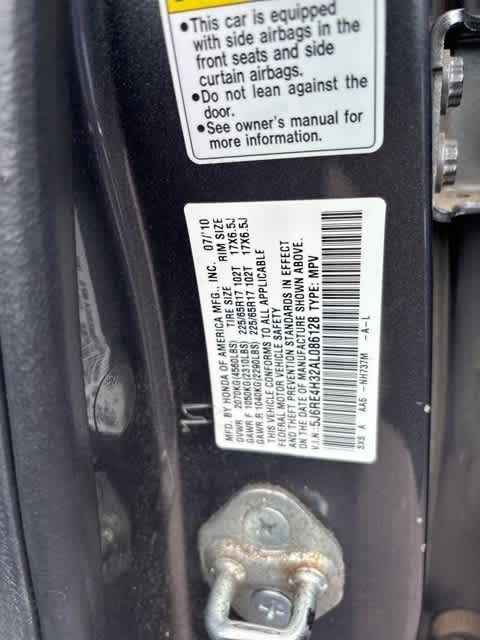 •This car is equipped
with side airbags in the
front seats and side
curtain airbags.
•Do not lean against the
door.
•See owner's manual for
more information.
MFD. BY HONDA OF AMERICA MFG., INC. 07/'10
TIRE SIZE RIM SIZE
GVWR 2070KG(4560LBS)
GAWR F 1050KG(2310LBS) 225/65R17 102T 17X6.5J
GAWR R 1040KG(2290LBS) 225/65R17 102T 17X6.5J
THIS VEHICLE CONFORMS TO ALL APPLICABLE
FEDERAL MOTOR VEHICLE SAFETY
AND THEFT PREVENTION STANDARDS IN EFFECT
ON THE DATE OF MANUFACTURE SHOWN ABOVE.
V.I.N:5J6RE4H32AL086128 TYPE: MPV
SXS A AA6 -NH737M -A-L